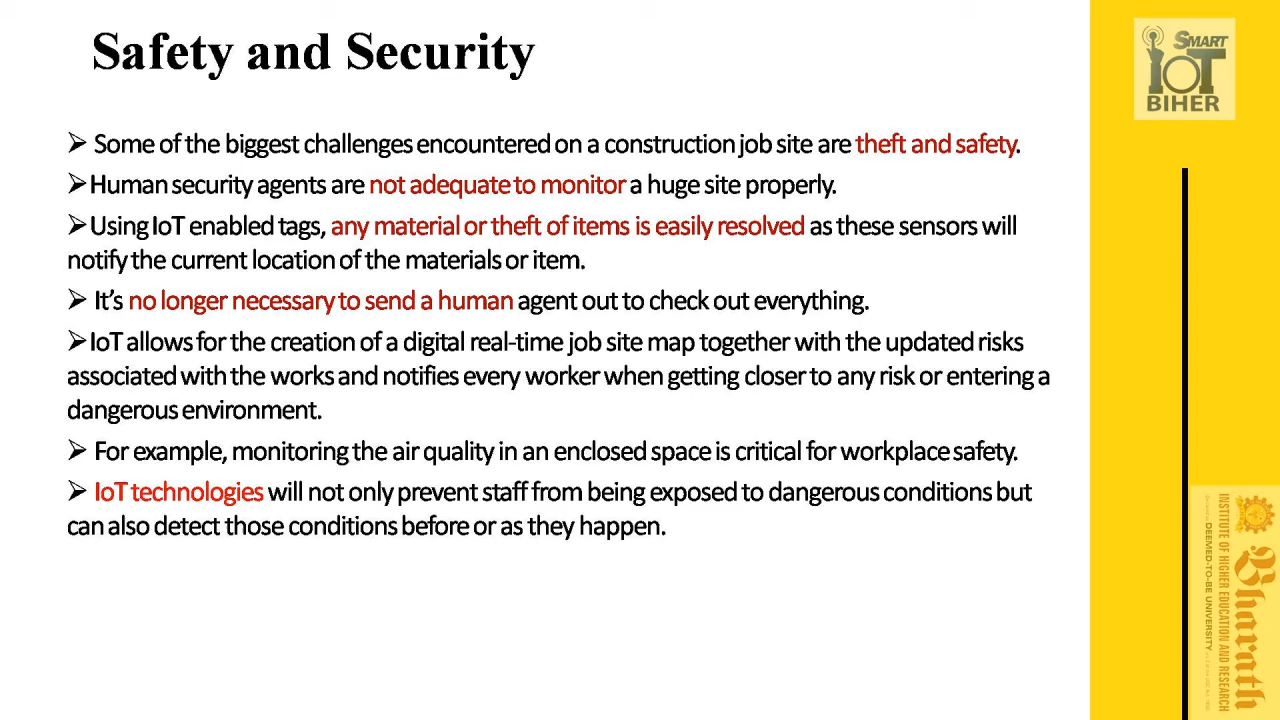 Safety and Security
SMART
IoT
BIHER
➢ Some of the biggest challenges encountered on a construction job site are theft and safety.
➢Human security agents are not adequate to monitor a huge site properly.
➢Using IoT enabled tags, any material or theft of items is easily resolved as these sensors will
notify the current location of the materials or item.
➢ It's no longer necessary to send a human agent out to check out everything.
➢IoT allows for the creation of a digital real-time job site map together with the updated risks
associated with the works and notifies every worker when getting closer to any risk or entering a
dangerous environment.
➢ For example, monitoring the air quality in an enclosed space is critical for workplace safety.
➢ IoT technologies will not only prevent staff from being exposed to dangerous conditions but
can also detect those conditions before or as they happen.
Bharath
INSTITUTE OF HIGHER EDUCATION AND RESEARCH
DEEMED-TO-BE UNIVERSITY